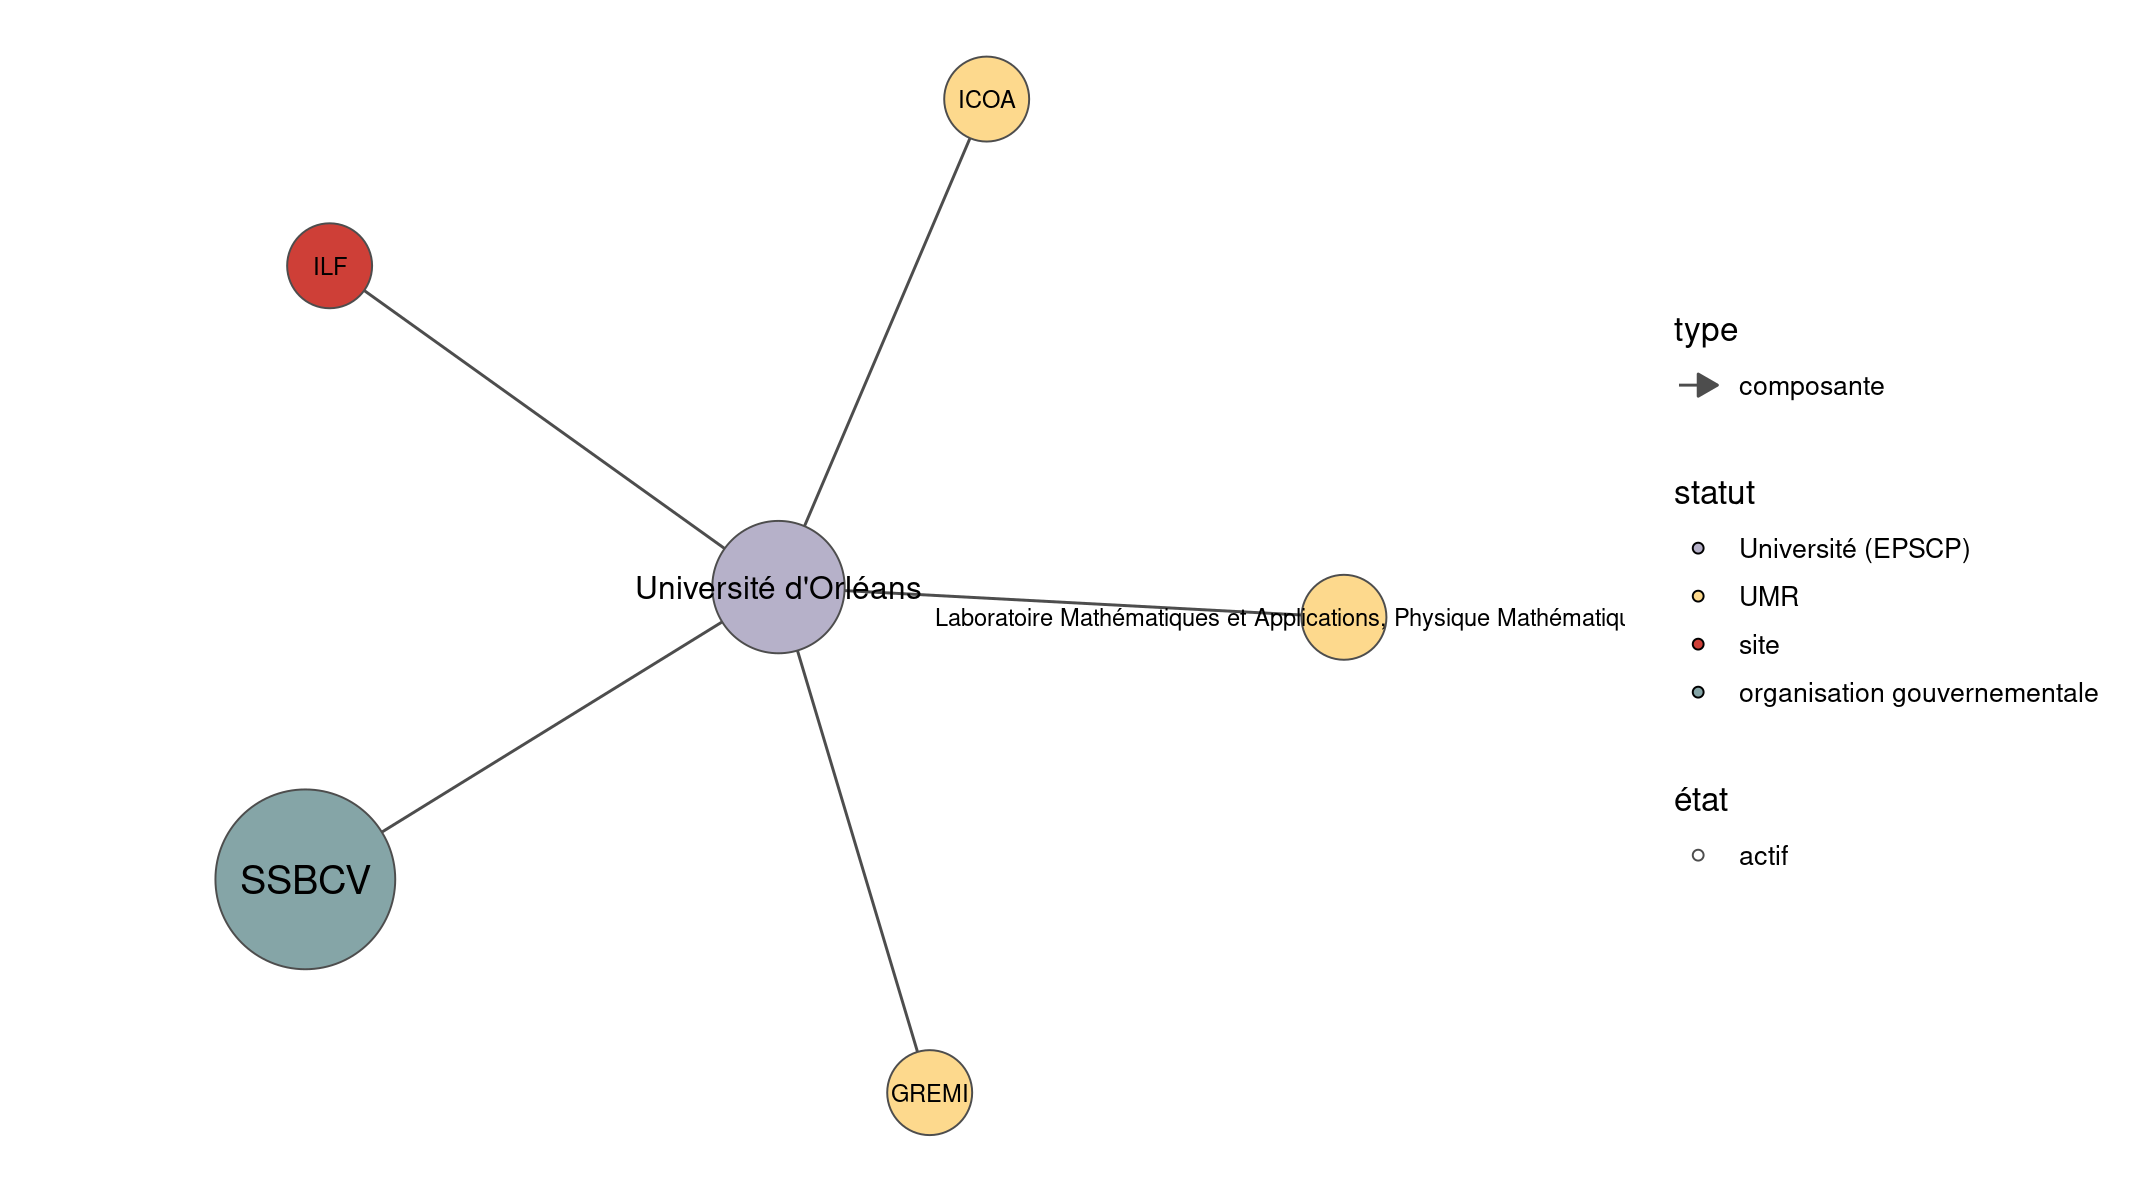 ICOA
ILF
Université d'Orléans
Laboratoire Mathématiques et Applications, Physique Mathématiqu
SSBCV
GREMI
type
composante
statut
Université (EPSCP)
UMR
site
organisation gouvernementale
état
actif